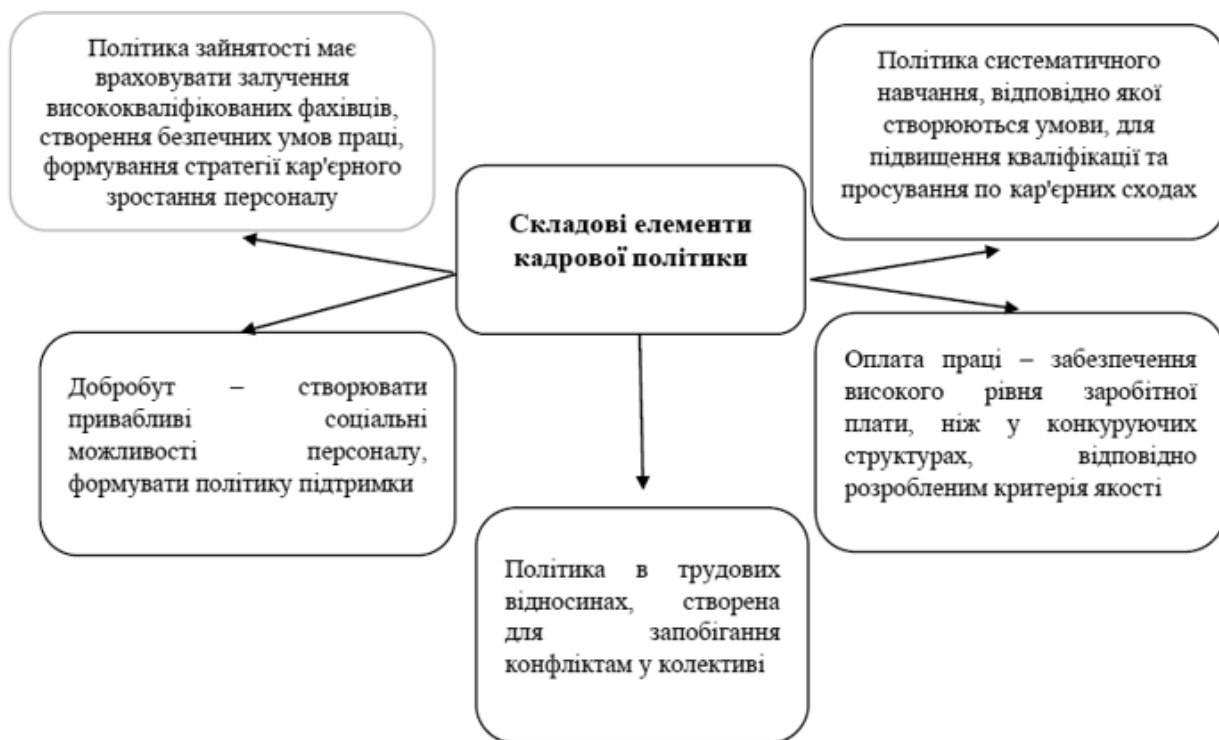 Політика зайнятості має
враховувати залучення
висококваліфікованих фахівців,
створення безпечних умов праці,
формування стратегії кар'єрного
зростання персоналу
Політика систематичного
навчання, відповідно якої
створюються умови, для
підвищення кваліфікації та
просування по кар'єрних сходах
Складові елементи
кадрової політики
Добробут – створювати
привабливі соціальні
можливості персоналу,
формувати політику підтримки
Оплата праці – забезпечення
високого рівня заробітної
плати, ніж у конкуруючих
структурах, відповідно
розробленим критерія якості
Політика в трудових
відносинах, створена
для запобігання
конфліктам у колективі